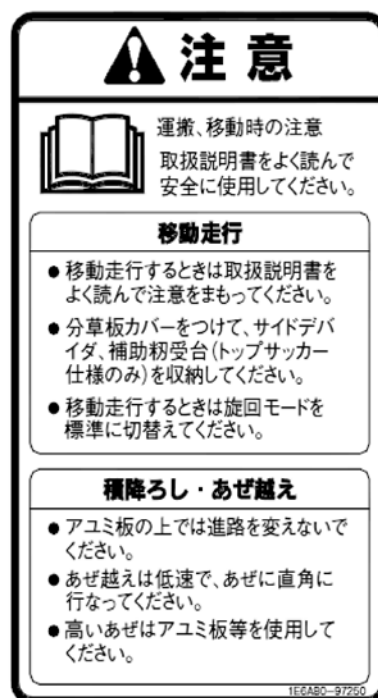 注意
運搬、移動時の注意
取扱説明書をよく読んで
安全に使用してください。
移動走行
● 移動走行するときは取扱説明書を
よく読んで注意をまもってください。
● 分草板カバーをつけて、サイドデバ
イダ、補助籾受台(トップサッカー
仕様のみ)を収納してください。
● 移動走行するときは旋回モードを
標準に切替えてください。
積降ろし・あぜ越え
● アユミ板の上では進路を変えないで
ください。
● あぜ越えは低速で、あぜに直角に
行なってください。
● 高いあぜはアユミ板等を使用して
ください。
1E6AB0-97250